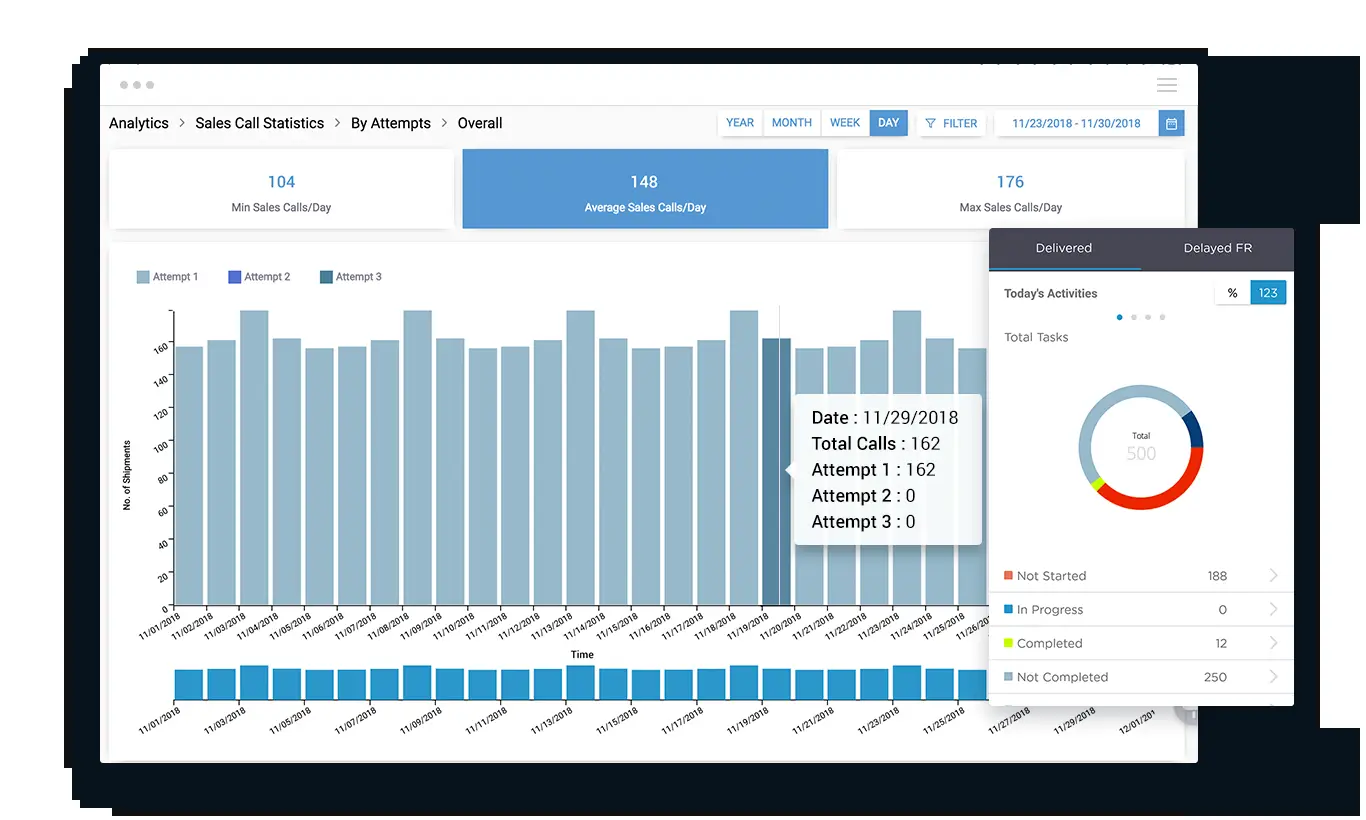 Analytics > Sales Call Statistics > By Attempts > Overall
YEAR MONTH WEEK DAY FILTER 11/23/2018 - 11/30/2018
104
Min Sales Calls/Day
148
Average Sales Calls/Day
176
Max Sales Calls/Day
Attempt 1 Attempt 2 Attempt 3
No. of Shipments
160
140
120
100
80
60
40
20
0
11/01/2018 11/02/2018 11/03/2018 11/04/2018 11/05/2018 11/06/2018 11/07/2018 11/08/2018 11/09/2018 11/10/2018 11/11/2018 11/12/2018 11/13/2018 11/14/2018 11/15/2018 11/16/2018 11/17/2018 11/18/2018 11/19/2018 11/20/2018 11/21/2018 11/22/2018 11/23/2018 11/24/2018 11/25/2018
Time
11/01/2018 11/03/2018 11/05/2018 11/07/2018 11/09/2018 11/11/2018 11/13/2018 11/15/2018 11/17/2018 11/19/2018 11/21/2018 11/23/2018 11/25/2018 11/27/2018 11/29/2018
Date : 11/29/2018
Total Calls : 162
Attempt 1 : 162
Attempt 2 : 0
Attempt 3 : 0
Delivered Delayed FR
Today's Activities % 123
Total Tasks
Total
500
Not Started 188
In Progress 0
Completed 12
Not Completed 250